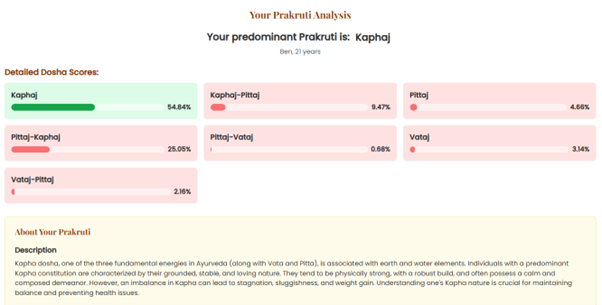 Your Prakruti Analysis
Your predominant Prakruti is: Kaphaj
Ben, 21 years
Detailed Dosha Scores:
Kaphaj
54.84%
Kaphaj-Pittaj
9.47%
Pittaj
4.66%
Pittaj-Kaphaj
25.05%
Pittaj-Vataj
0.68%
Vataj
3.14%
Vataj-Pittaj
2.16%
About Your Prakruti
Description
Kapha dosha, one of the three fundamental energies in Ayurveda (along with Vata and Pitta), is associated with earth and water elements. Individuals with a predominant
Kapha constitution are characterized by their grounded, stable, and loving nature. They tend to be physically strong, with a robust build, and often possess a calm and
composed demeanor. However, an imbalance in Kapha can lead to stagnation, sluggishness, and weight gain. Understanding one's Kapha nature is crucial for maintaining
balance and preventing health issues.